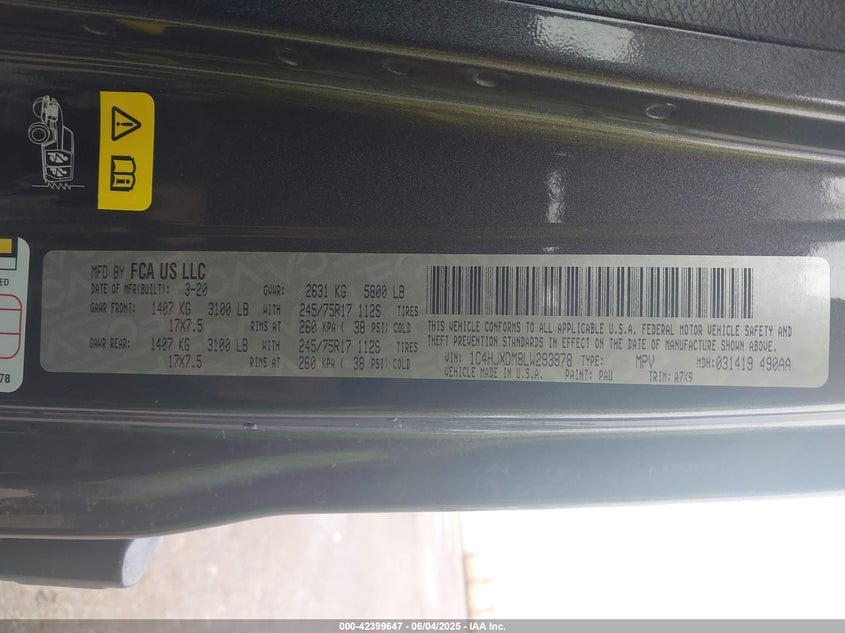 MFD BY FCA US LLC
DATE OF MFR(BUILT): 3-20 GVWR: 2631 KG 5800 LB
GAWR FRONT: 1407 KG 3100 LB WITH 245/75R17 112S TIRES
17X7.5 RIMS AT 260 KPA ( 38 PSI) COLD
GAWR REAR: 1407 KG 3100 LB WITH 245/75R17 112S TIRES
17X7.5 RIMS AT 260 KPA ( 38 PSI) COLD
THIS VEHICLE CONFORMS TO ALL APPLICABLE U.S.A. FEDERAL MOTOR VEHICLE SAFETY, BUMPER AND
THEFT PREVENTION STANDARDS IN EFFECT ON THE DATE OF MANUFACTURE SHOWN ABOVE.
VIN: 1C4HJXDM8LW293878 TYPE: MPV MDH: 031419 490AA
VEHICLE MADE IN U.S.A. PAINT: PAU TRIM: A7X9
ED
78
000-42399647 - 06/04/2025 - IAA Inc.